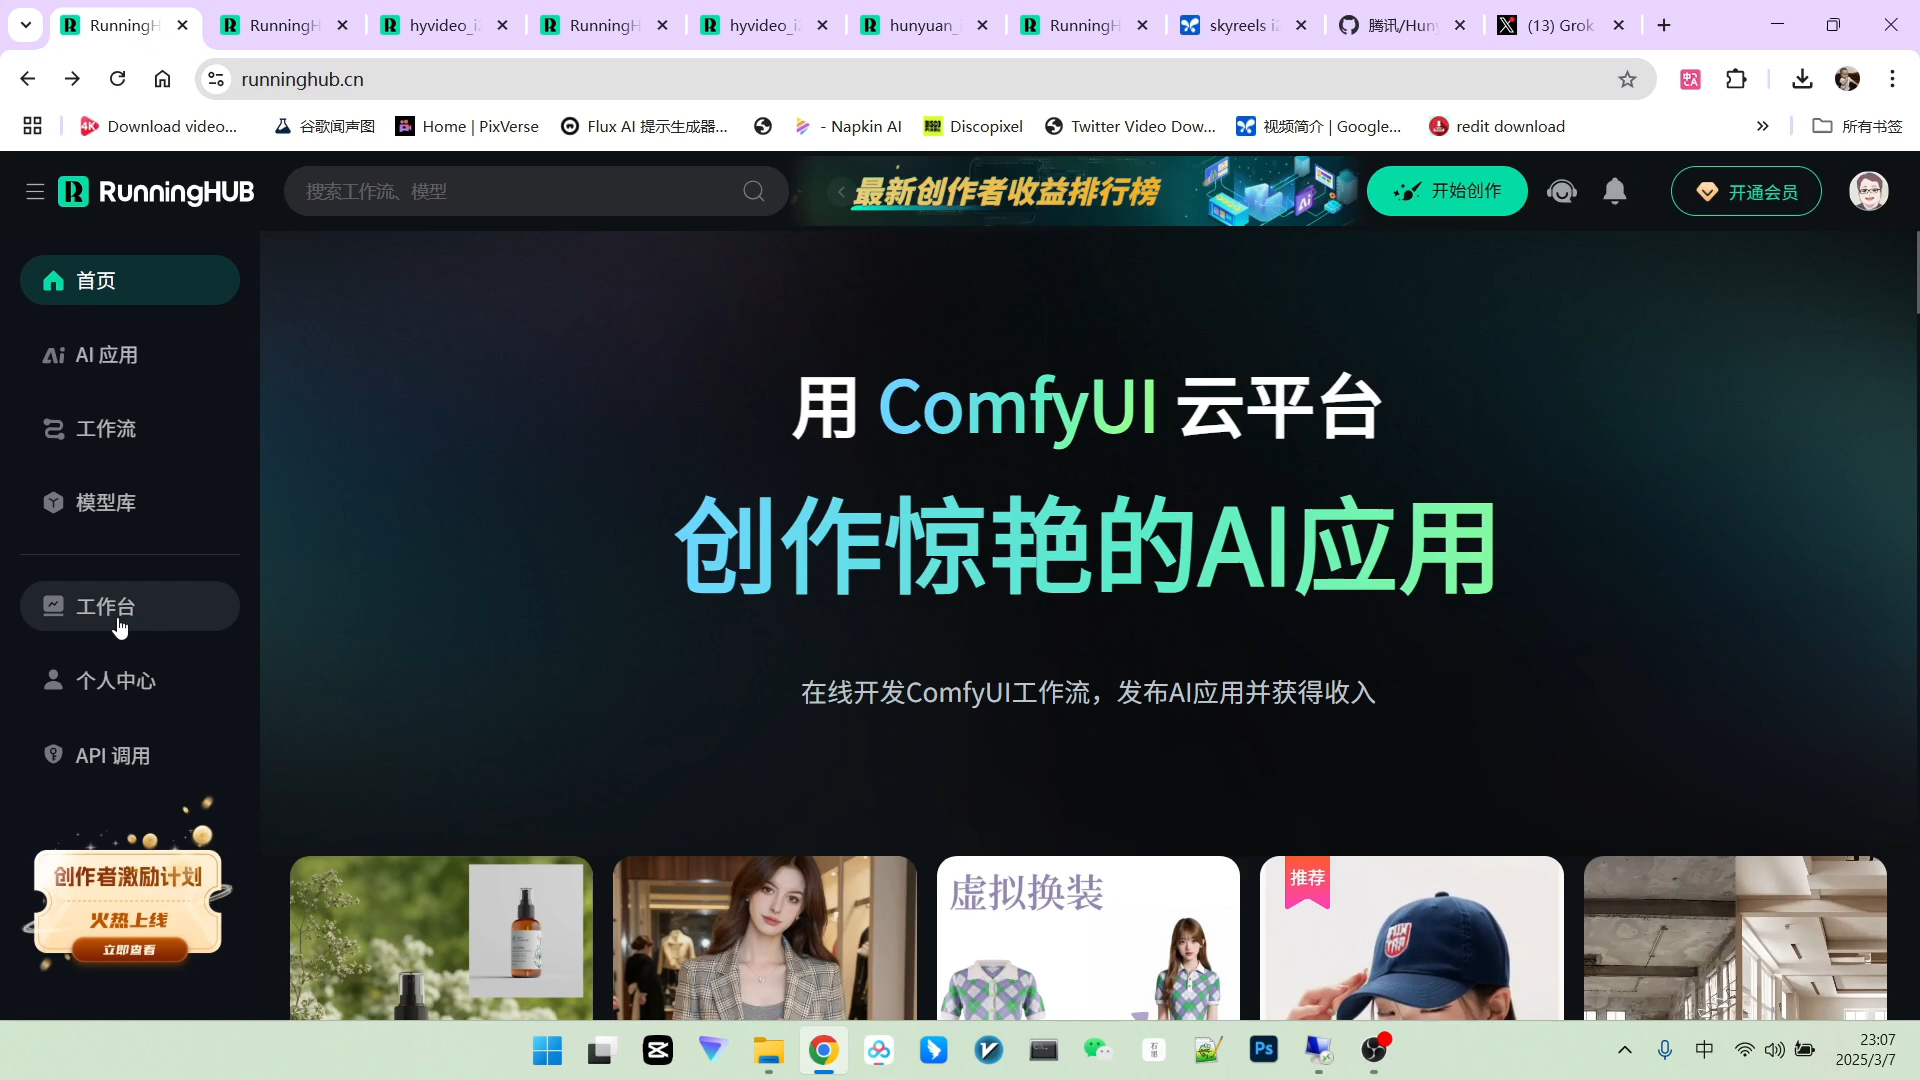 RunningH
RunningH
hyvideo_i
RunningH
hyvideo_i
hunyuan_i
RunningH
skyreels i
腾讯/Hun
(13) Grok
runninghub.cn
4K
Download video...
谷歌闻声图
Home | PixVerse
Flux AI 提示生成器...
- Napkin AI
Discopixel
Twitter Video Dow...
视频简介 | Google...
redit download
所有书签
RunningHUB
搜索工作流、模型
最新创作者收益排行榜
开始创作
开通会员
首页
AI 应用
工作流
模型库
工作台
个人中心
API 调用
创作者激励计划
火热上线
立即查看
用 ComfyUI 云平台
创作惊艳的AI应用
在线开发ComfyUI工作流，发布AI应用并获得收入
虚拟换装
推荐
Ps
中
23:07
2025/3/7